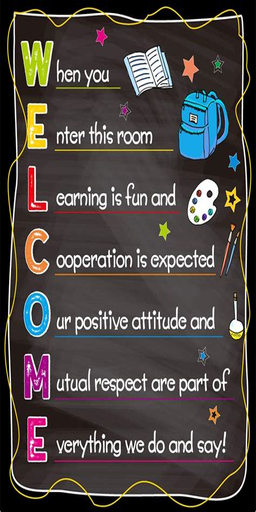 When you
Enter this room
Learning is fun and
Cooperation is expected
Our positive attitude and
Mutual respect are part of
Everything we do and say!